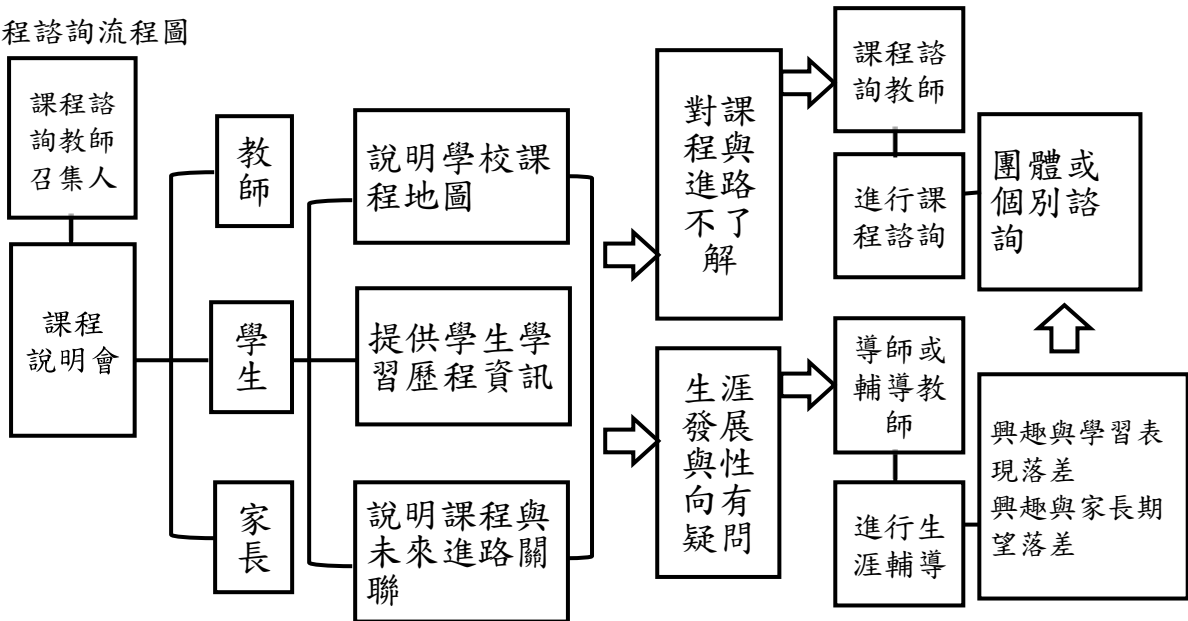 程諮詢流程圖
課程諮
詢教師
召集人
課程
說明會
教
師
學
生
家
長
說明學校課
程地圖
提供學生學
習歷程資訊
說明課程與
未來進路關
聯
對課
程與
進路
不了
解
生涯
發展
與性
向有
疑問
課程諮
詢教師
進行課
程諮詢
團體或
個別諮
詢
導師或
輔導教
師
進行生
涯輔導
興趣與學習表
現落差
興趣與家長期
望落差